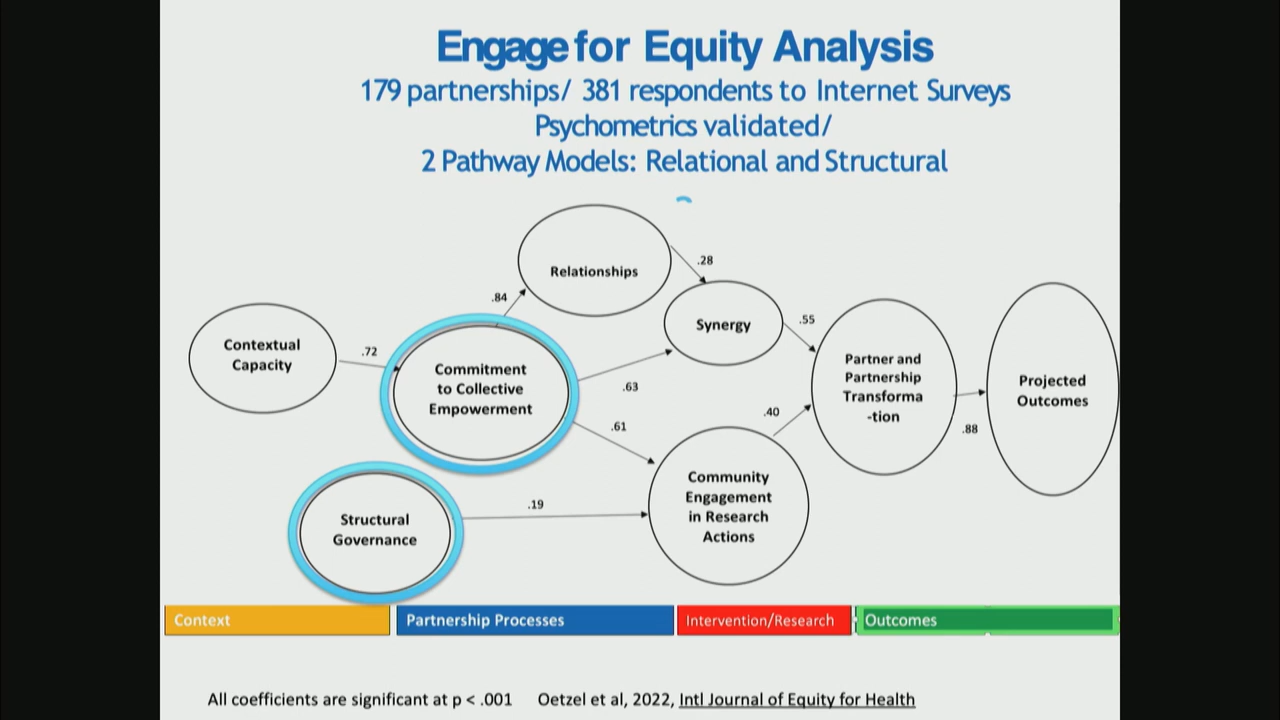 Engage for Equity Analysis
179 partnerships/ 381 respondents to Internet Surveys
Psychometrics validated/
2 Pathway Models: Relational and Structural
Relationships
.28
.84
Synergy
.55
Contextual
Capacity
.72
Commitment
to Collective
Empowerment
.63
.61
Partner and
Partnership
Transforma
-tion
.88
Projected
Outcomes
.40
Community
Engagement
in Research
Actions
.19
Structural
Governance
Context
Partnership Processes
Intervention/Research
Outcomes
All coefficients are significant at p < .001 Oetzel et al, 2022, Intl Journal of Equity for Health